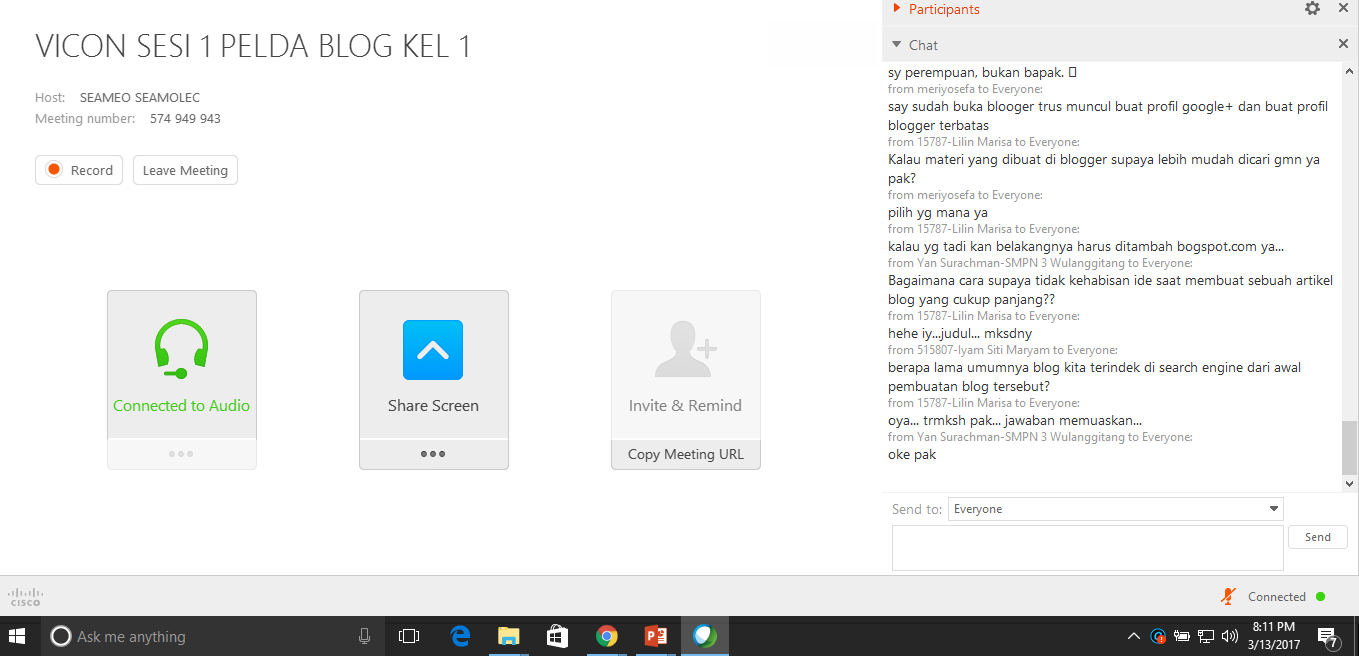 VICON SESI 1 PELDA BLOG KEL 1
Host: SEAMEO SEAMOLEC
Meeting number: 574 949 943
Record
Leave Meeting
Connected to Audio
Share Screen
Invite & Remind
Copy Meeting URL
Participants
Chat
sy perempuan, bukan bapak.
from meriyosefa to Everyone:
say sudah buka blooger trus muncul buat profil google+ dan buat profil
blogger terbatas
from 15787-Lilin Marisa to Everyone:
Kalau materi yang dibuat di blogger supaya lebih mudah dicari gmn ya
pak?
from meriyosefa to Everyone:
pilih yg mana ya
from 15787-Lilin Marisa to Everyone:
kalau yg tadi kan belakangnya harus ditambah bogspot.com ya...
from Yan Surachman-SMPN 3 Wulanggitang to Everyone:
Bagaimana cara supaya tidak kehabisan ide saat membuat sebuah artikel
blog yang cukup panjang??
from 15787-Lilin Marisa to Everyone:
hehe iy...judul... mksdny
from 515807-Iyam Siti Maryam to Everyone:
berapa lama umumnya blog kita terindek di search engine dari awal
pembuatan blog tersebut?
from 15787-Lilin Marisa to Everyone:
oya... trmksh pak... jawaban memuaskan...
from Yan Surachman-SMPN 3 Wulanggitang to Everyone:
oke pak
Send to: Everyone
Send
CISCO
Connected
Ask me anything
8:11 PM
3/13/2017
7